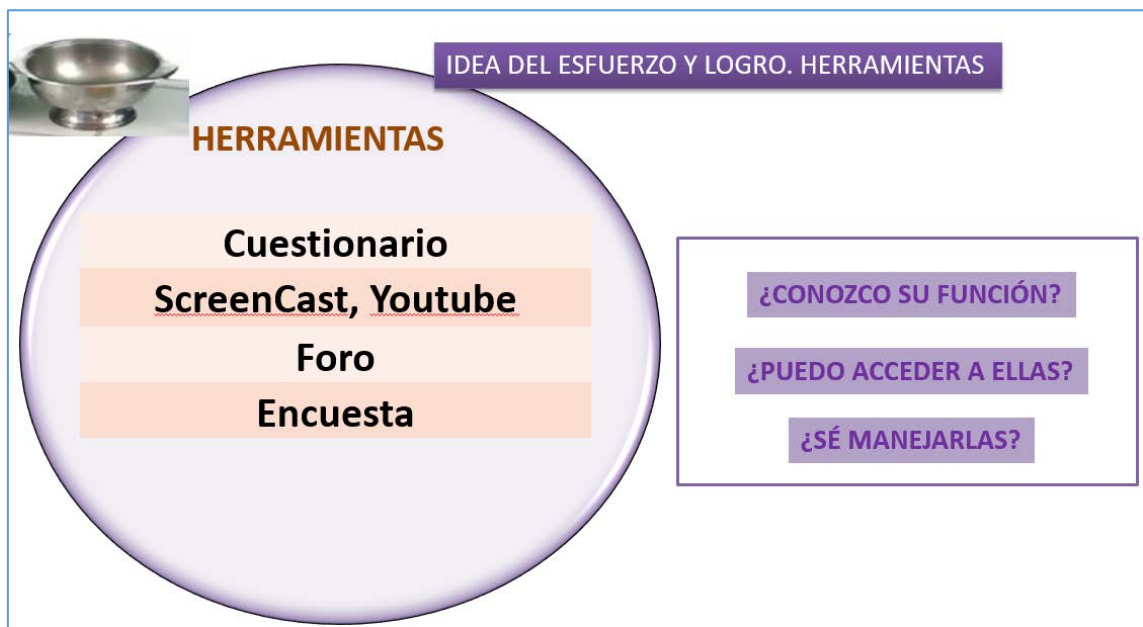 IDEA DEL ESFUERZO Y LOGRO. HERRAMIENTAS
HERRAMIENTAS
Cuestionario
ScreenCast, Youtube
Foro
Encuesta
¿CONOZCO SU FUNCIÓN?
¿PUEDO ACCEDER A ELLAS?
¿SÉ MANEJARLAS?